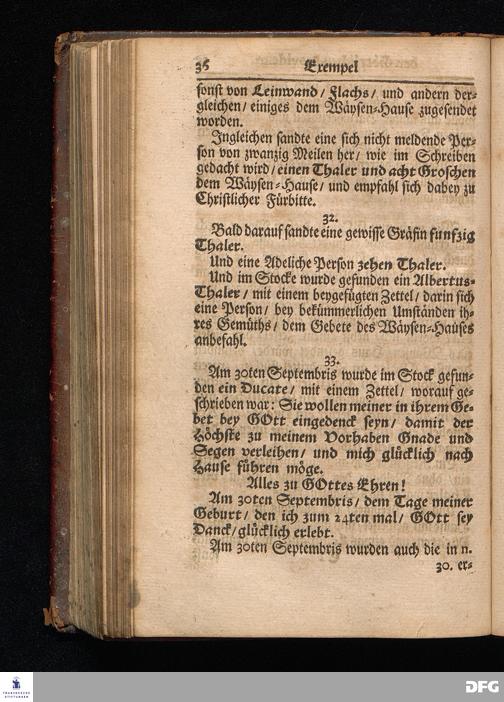 36 Exempel
sonst von Leinwand / Flachs / und andern der-
gleichen / einiges dem Wäysen-Hause zugesendet
worden.
Ingleichen sandte eine sich nicht meldende Per-
son von zwanzig Meilen her / wie im Schreiben
gedacht wird / einen Thaler und acht Groschen
dem Wäysen-Hause / und empfahl sich dabey zu
Christlicher Fürbitte.
32.
Bald darauf sandte eine gewisse Gräfin funfzig
Thaler.
Und eine Adeliche Person zehen Thaler.
Und im Stocke wurde gefunden ein Albertus-
Thaler / mit einem beygefügten Zettel / darin sich
eine Person / bey bekümmerlichen Umständen ih-
res Gemüths / dem Gebete des Wäysen-Hauses
anbefahl.
33.
Am 30ten Septembris wurde im Stock gefun-
den ein Ducate / mit einem Zettel / worauf ge-
schrieben war: Sie wollen meiner in ihrem Ge-
bet bey GOtt eingedenck seyn / damit der
Höchste zu meinem Vorhaben Gnade und
Segen verleihen / und mich glücklich nach
Hause führen möge.
Alles zu GOttes Ehren!
Am 30ten Septembris / dem Tage meiner
Geburt / den ich zum 24ten mal / GOtt sey
Danck / glücklich erlebt.
Am 30ten Septembris wurden auch die in n.
30. er-
FRANCKESCHE
STIFTUNGEN
DFG